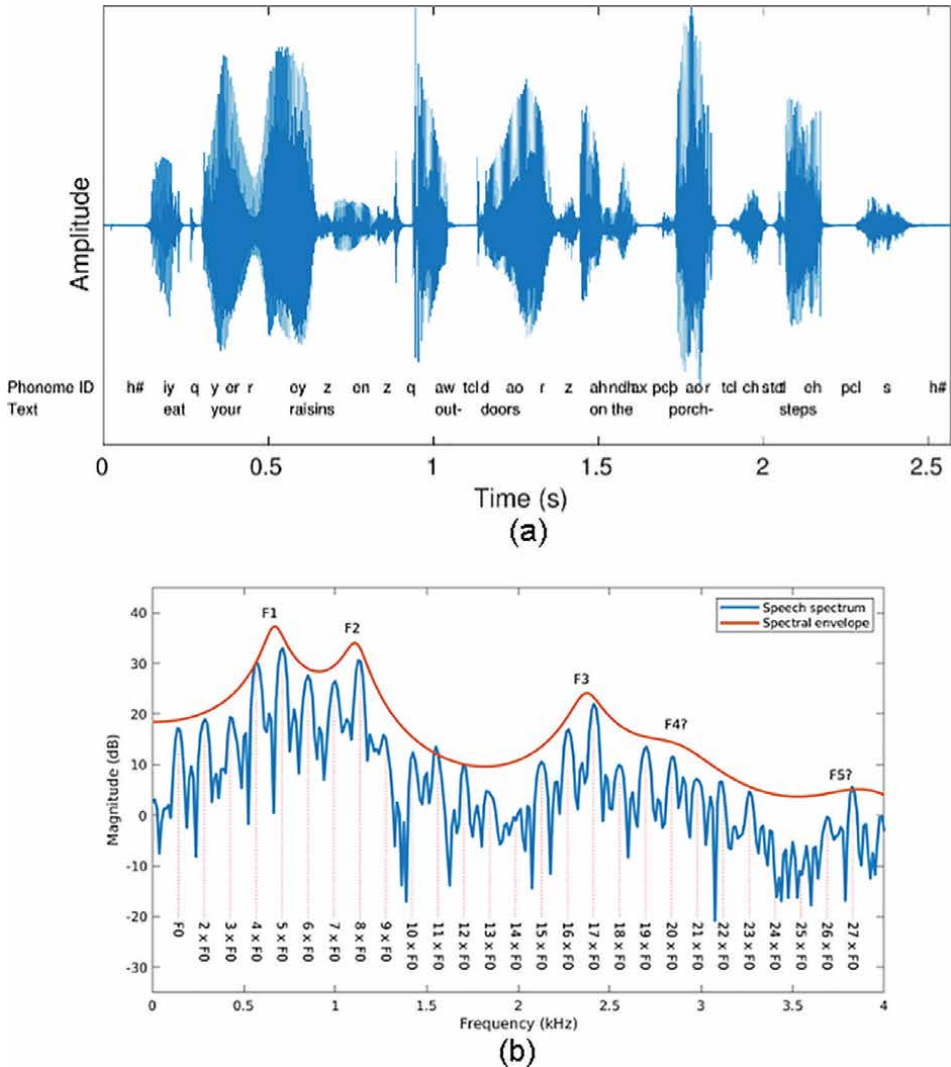 Amplitude
Phoneme ID h# iy q y er r ey z en z q aw tcl d ao r z ah n dh ax pcl p ao r tcl ch s tcl t eh pcl s h#
Text eat your raisins out- doors on the porch- steps
0 0.5 1 1.5 2 2.5
Time (s)
(a)
40
30
20
10
0
-10
-20
-30
Magnitude (dB)
F1
F2
F3
F4?
F5?
Speech spectrum
Spectral envelope
F0
2 x F0
3 x F0
4 x F0
5 x F0
6 x F0
7 x F0
8 x F0
9 x F0
10 x F0
11 x F0
12 x F0
13 x F0
14 x F0
15 x F0
16 x F0
17 x F0
18 x F0
19 x F0
20 x F0
21 x F0
22 x F0
23 x F0
24 x F0
25 x F0
26 x F0
27 x F0
0 0.5 1 1.5 2 2.5 3 3.5 4
Frequency (kHz)
(b)